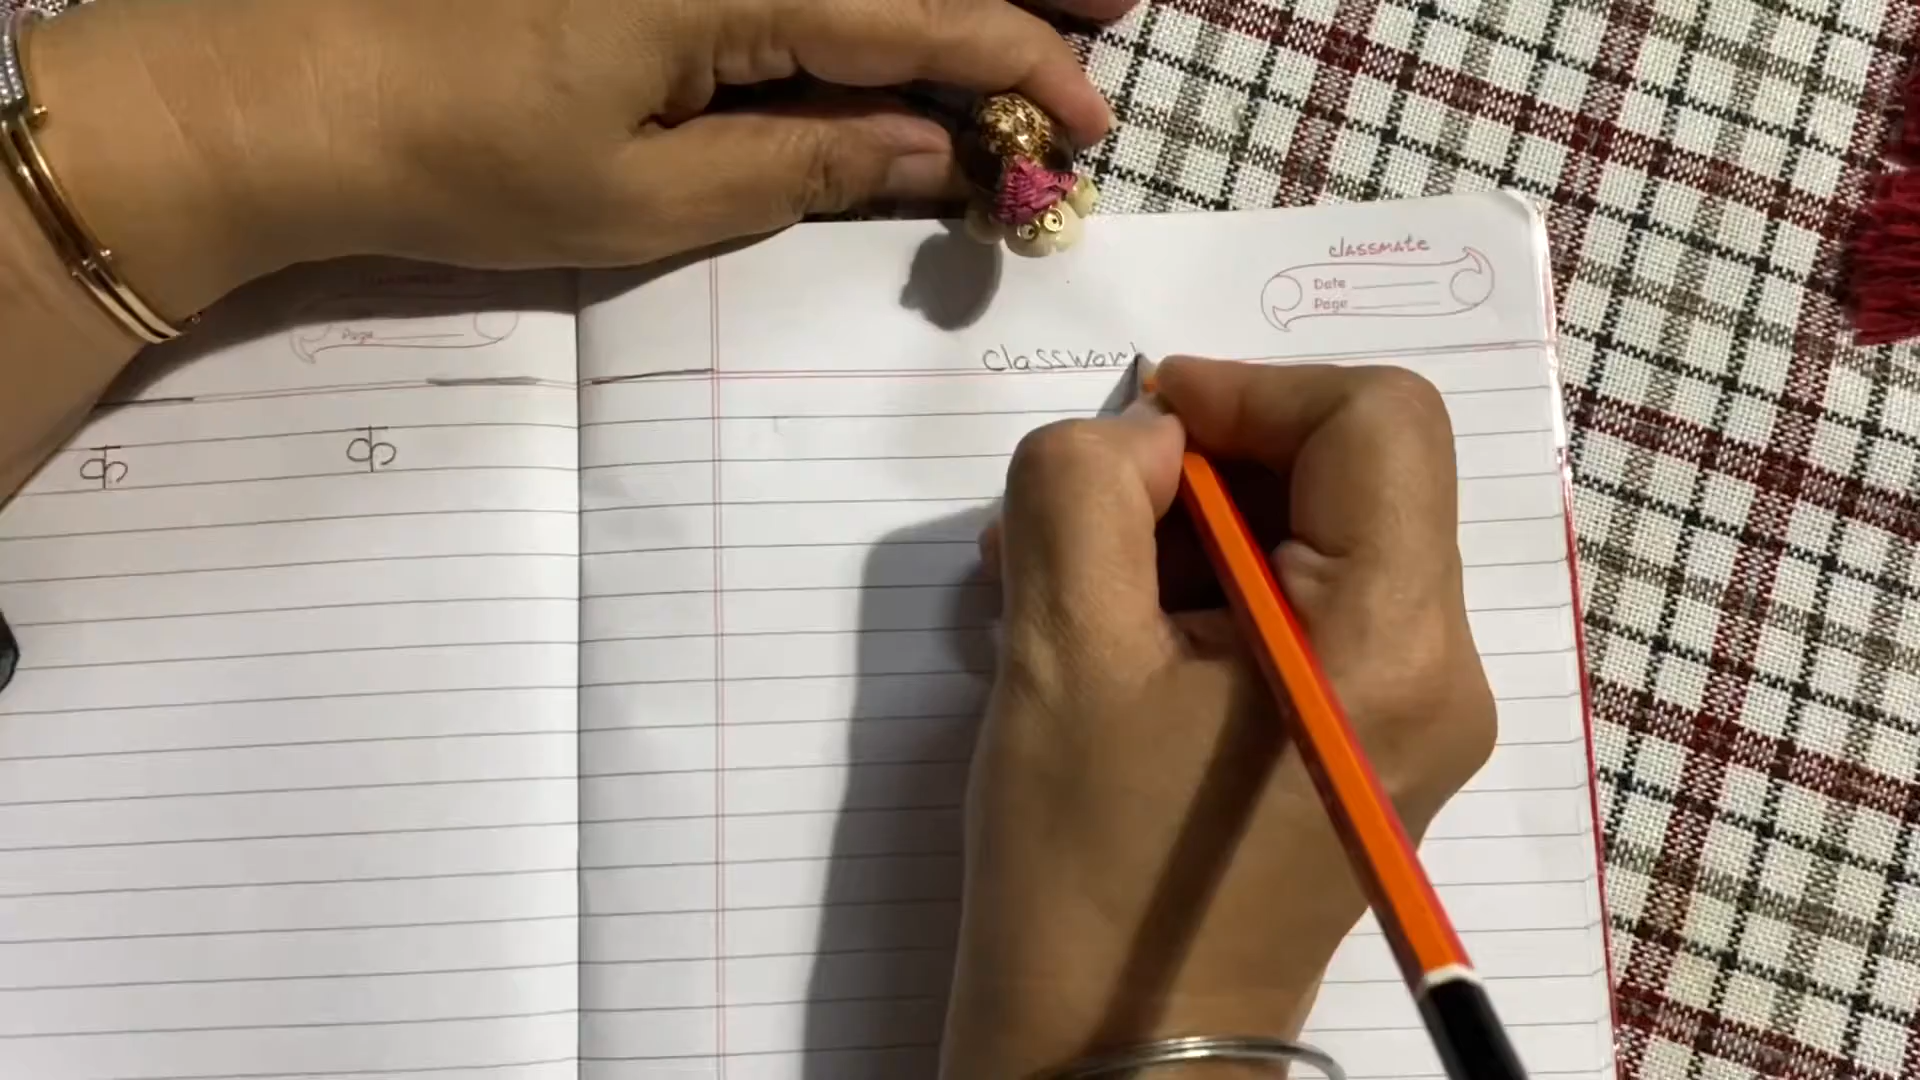 classmate
Date
Page
Page
Classwork
क क